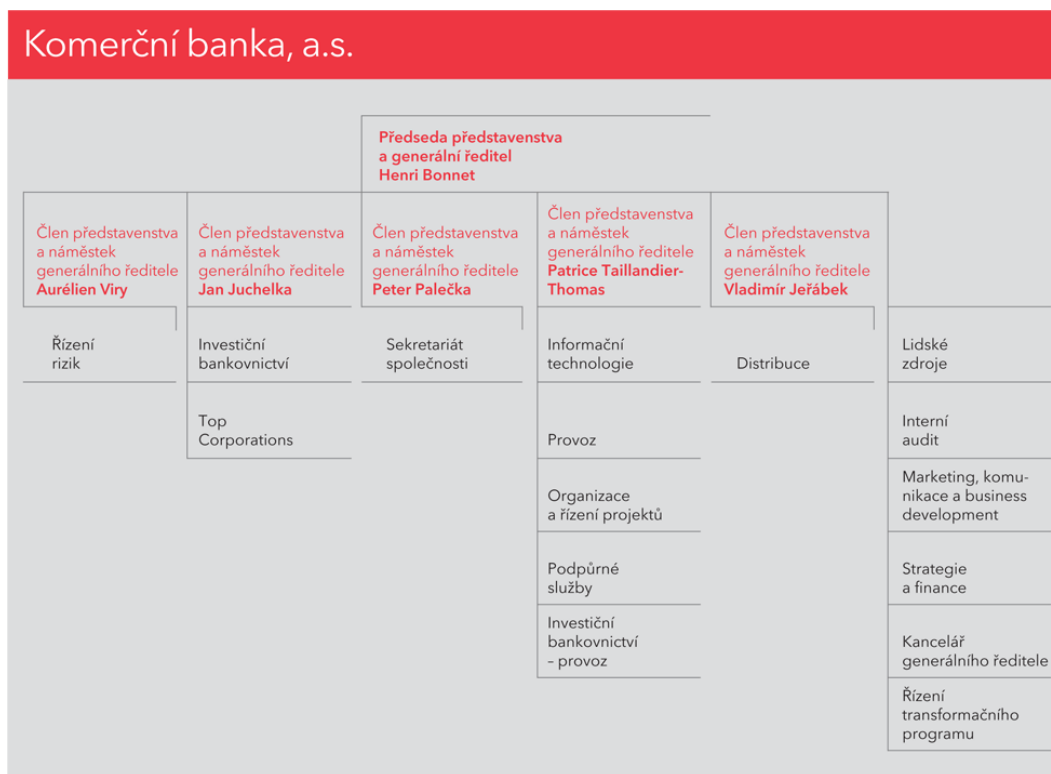 Komerční banka, a.s.
Předseda představenstva
a generální ředitel
Henri Bonnet
Člen představenstva
a náměstek
generálního ředitele
Aurélien Viry
Řízení
rizik
Člen představenstva
a náměstek
generálního ředitele
Jan Juchelka
Investiční
bankovnictví
Top
Corporations
Člen představenstva
a náměstek
generálního ředitele
Peter Palečka
Sekretariát
společnosti
Člen představenstva
a náměstek
generálního ředitele
Patrice Taillandier-
Thomas
Informační
technologie
Provoz
Organizace
a řízení projektů
Podpůrné
služby
Investiční
bankovnictví
– provoz
Člen představenstva
a náměstek
generálního ředitele
Vladimír Jeřábek
Distribuce
Lidské
zdroje
Interní
audit
Marketing, komu-
nikace a business
development
Strategie
a finance
Kancelář
generálního ředitele
Řízení
transformačního
programu